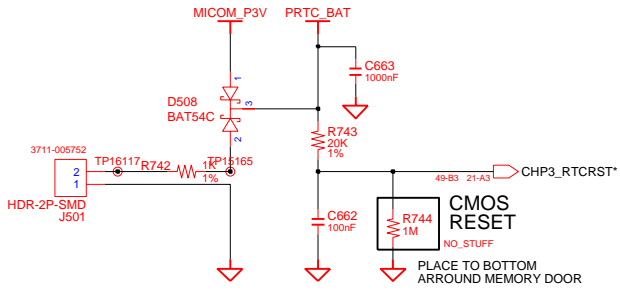 MICOM_P3V
PRTC_BAT
C663
1000nF
1
D508
3
BAT54C
2
R743
20K
1%
3711-005752
TP16117
R742
1K
1%
TP15165
2
1
HDR-2P-SMD
J501
49-B3 21-A3
CHP3_RTCRST*
C662
100nF
R744
1M
CMOS
RESET
NO_STUFF
PLACE TO BOTTOM
ARROUND MEMORY DOOR